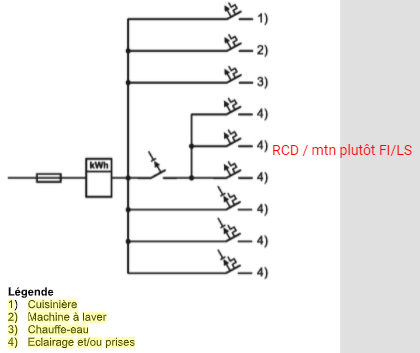 1)
2)
3)
4)
4) RCD / mtn plutôt FI/LS
kWh
4)
4)
4)
4)
Légende
1) Cuisinière
2) Machine à laver
3) Chauffe-eau
4) Eclairage et/ou prises